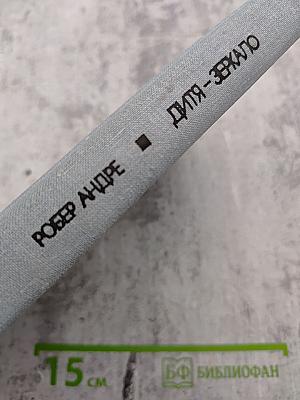 РОБЕР АНДРЕ ■ ДИТЯ – ЗЕРКАЛО
15 см БФ БИБЛИОФАН